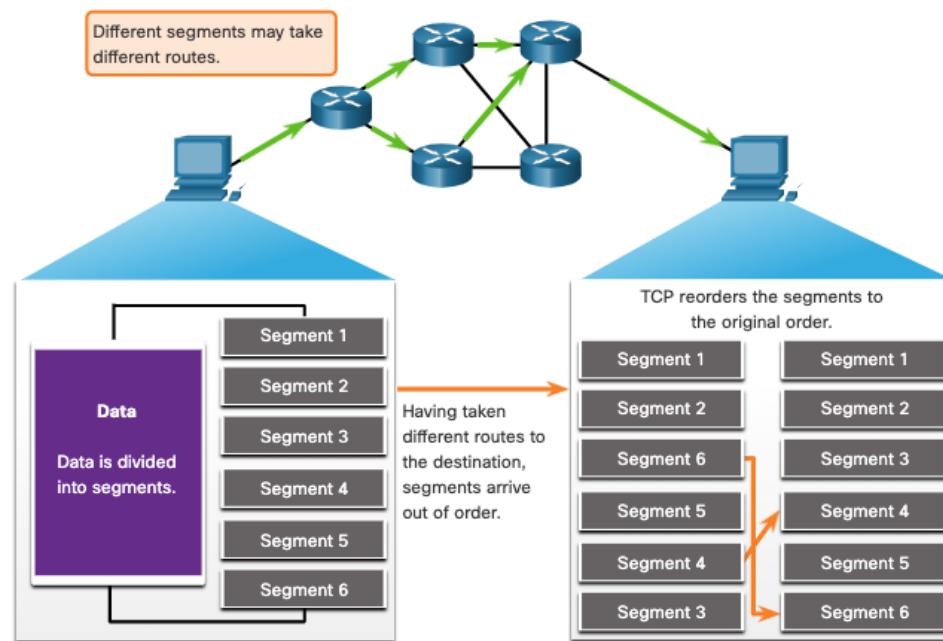 Different segments may take
different routes.
Data
Data is divided
into segments.
Segment 1
Segment 2
Segment 3
Segment 4
Segment 5
Segment 6
Having taken
different routes to
the destination,
segments arrive
out of order.
TCP reorders the segments to
the original order.
Segment 1
Segment 2
Segment 6
Segment 5
Segment 4
Segment 3
Segment 1
Segment 2
Segment 3
Segment 4
Segment 5
Segment 6